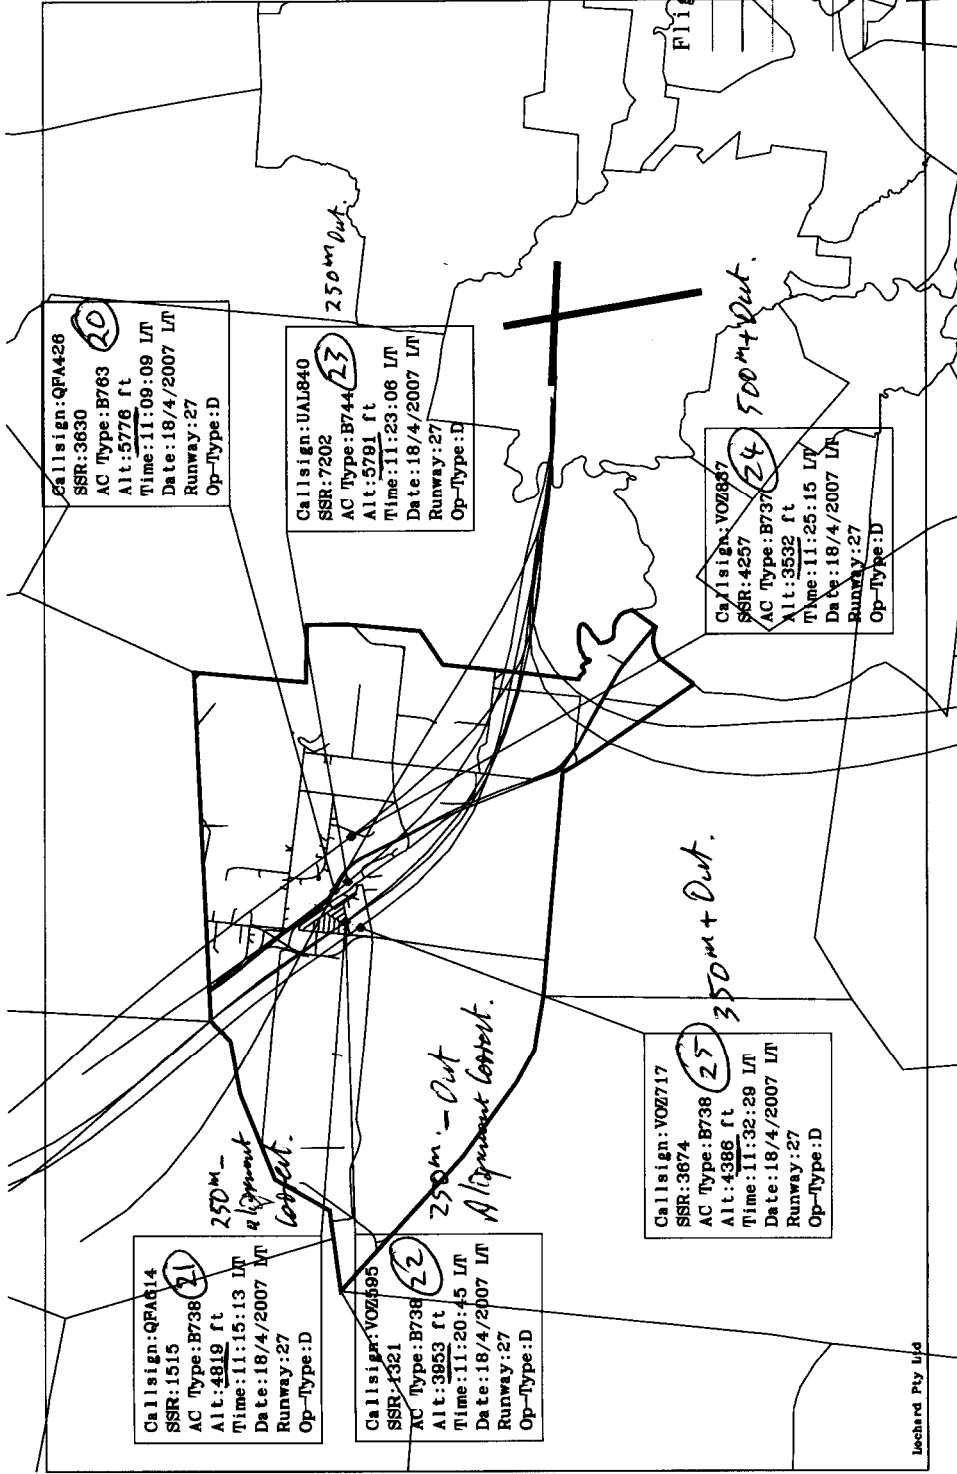 Callsign:QFA426
SSR:3630
AC Type:B763 20
Alt:5776 ft
Time:11:09:09 LT
Date:18/4/2007 LT
Runway:27
Op-Type:D
250m Out.
Callsign:UAL840
SSR:7202
AC Type:B744 23
Alt:5791 ft
Time:11:23:06 LT
Date:18/4/2007 LT
Runway:27
Op-Type:D
Callsign:VOZ837
SSR:4257
AC Type:B737 24
Alt:3532 ft
Time:11:25:15 LT
Date:18/4/2007 LT
Runway:27
Op-Type:D
500m+ Out.
Flig
Callsign:QFA614
SSR:1515
AC Type:B738 21
Alt:4819 ft
Time:11:15:13 LT
Date:18/4/2007 LT
Runway:27
Op-Type:D
250m -
alignment
Correct.
Callsign:VOZ595
SSR:1321
AC Type:B738 22
Alt:3953 ft
Time:11:20:45 LT
Date:18/4/2007 LT
Runway:27
Op-Type:D
250m. - Out
Alignment Correct.
Callsign:VOZ717
SSR:3674
AC Type:B738 25
Alt:4386 ft
Time:11:32:29 LT
Date:18/4/2007 LT
Runway:27
Op-Type:D
350m + Out.
Lochard Pty Ltd